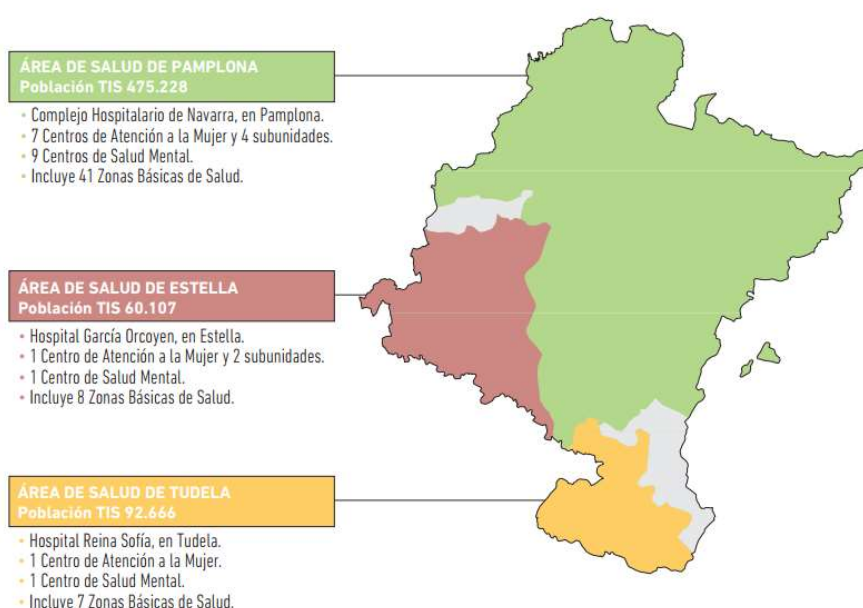 ÁREA DE SALUD DE PAMPLONA
Población TIS 475.228
• Complejo Hospitalario de Navarra, en Pamplona.
• 7 Centros de Atención a la Mujer y 4 subunidades.
• 9 Centros de Salud Mental.
• Incluye 41 Zonas Básicas de Salud.
ÁREA DE SALUD DE ESTELLA
Población TIS 60.107
• Hospital García Orcoyen, en Estella.
• 1 Centro de Atención a la Mujer y 2 subunidades.
• 1 Centro de Salud Mental.
• Incluye 8 Zonas Básicas de Salud.
ÁREA DE SALUD DE TUDELA
Población TIS 92.666
• Hospital Reina Sofía, en Tudela.
• 1 Centro de Atención a la Mujer.
• 1 Centro de Salud Mental.
• Incluye 7 Zonas Básicas de Salud.